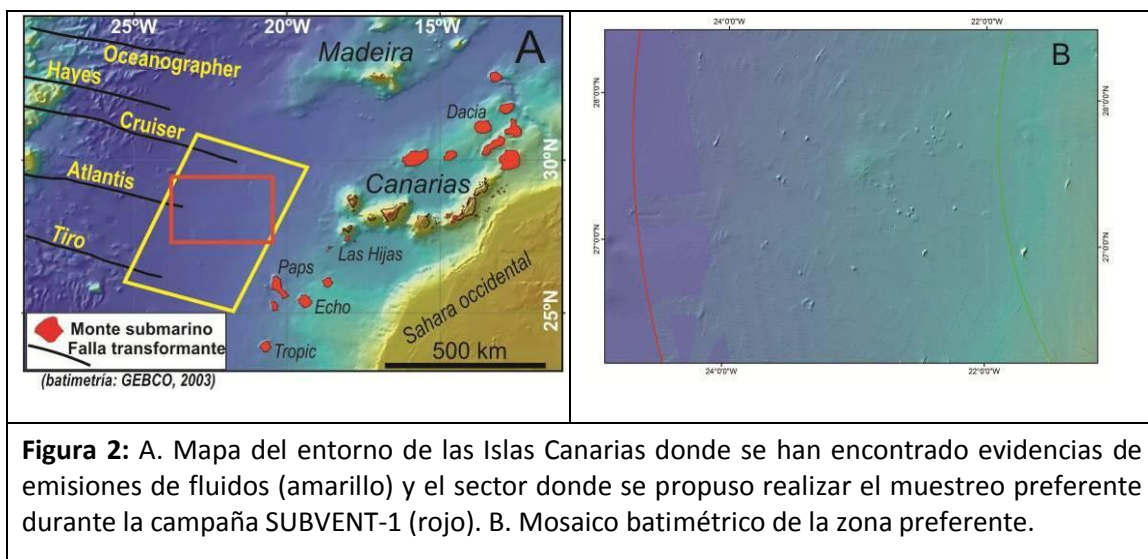 25ºW
20ºW
15ºW
A
Oceanographer
Madeira
Hayes
Dacia
Cruiser
30ºN
Atlantis
Canarias
Tiro
Las Hijas
Paps
Echo
Sahara occidental
25ºN
Monte submarino
Falla transformante
Tropic
500 km
(batimetría: GEBCO, 2003)
24°0'0"W
22°0'0"W
B
28°0'0"N
28°0'0"N
27°0'0"N
27°0'0"N
24°0'0"W
22°0'0"W
Figura 2: A. Mapa del entorno de las Islas Canarias donde se han encontrado evidencias de
emisiones de fluidos (amarillo) y el sector donde se propuso realizar el muestreo preferente
durante la campaña SUBVENT-1 (rojo). B. Mosaico batimétrico de la zona preferente.